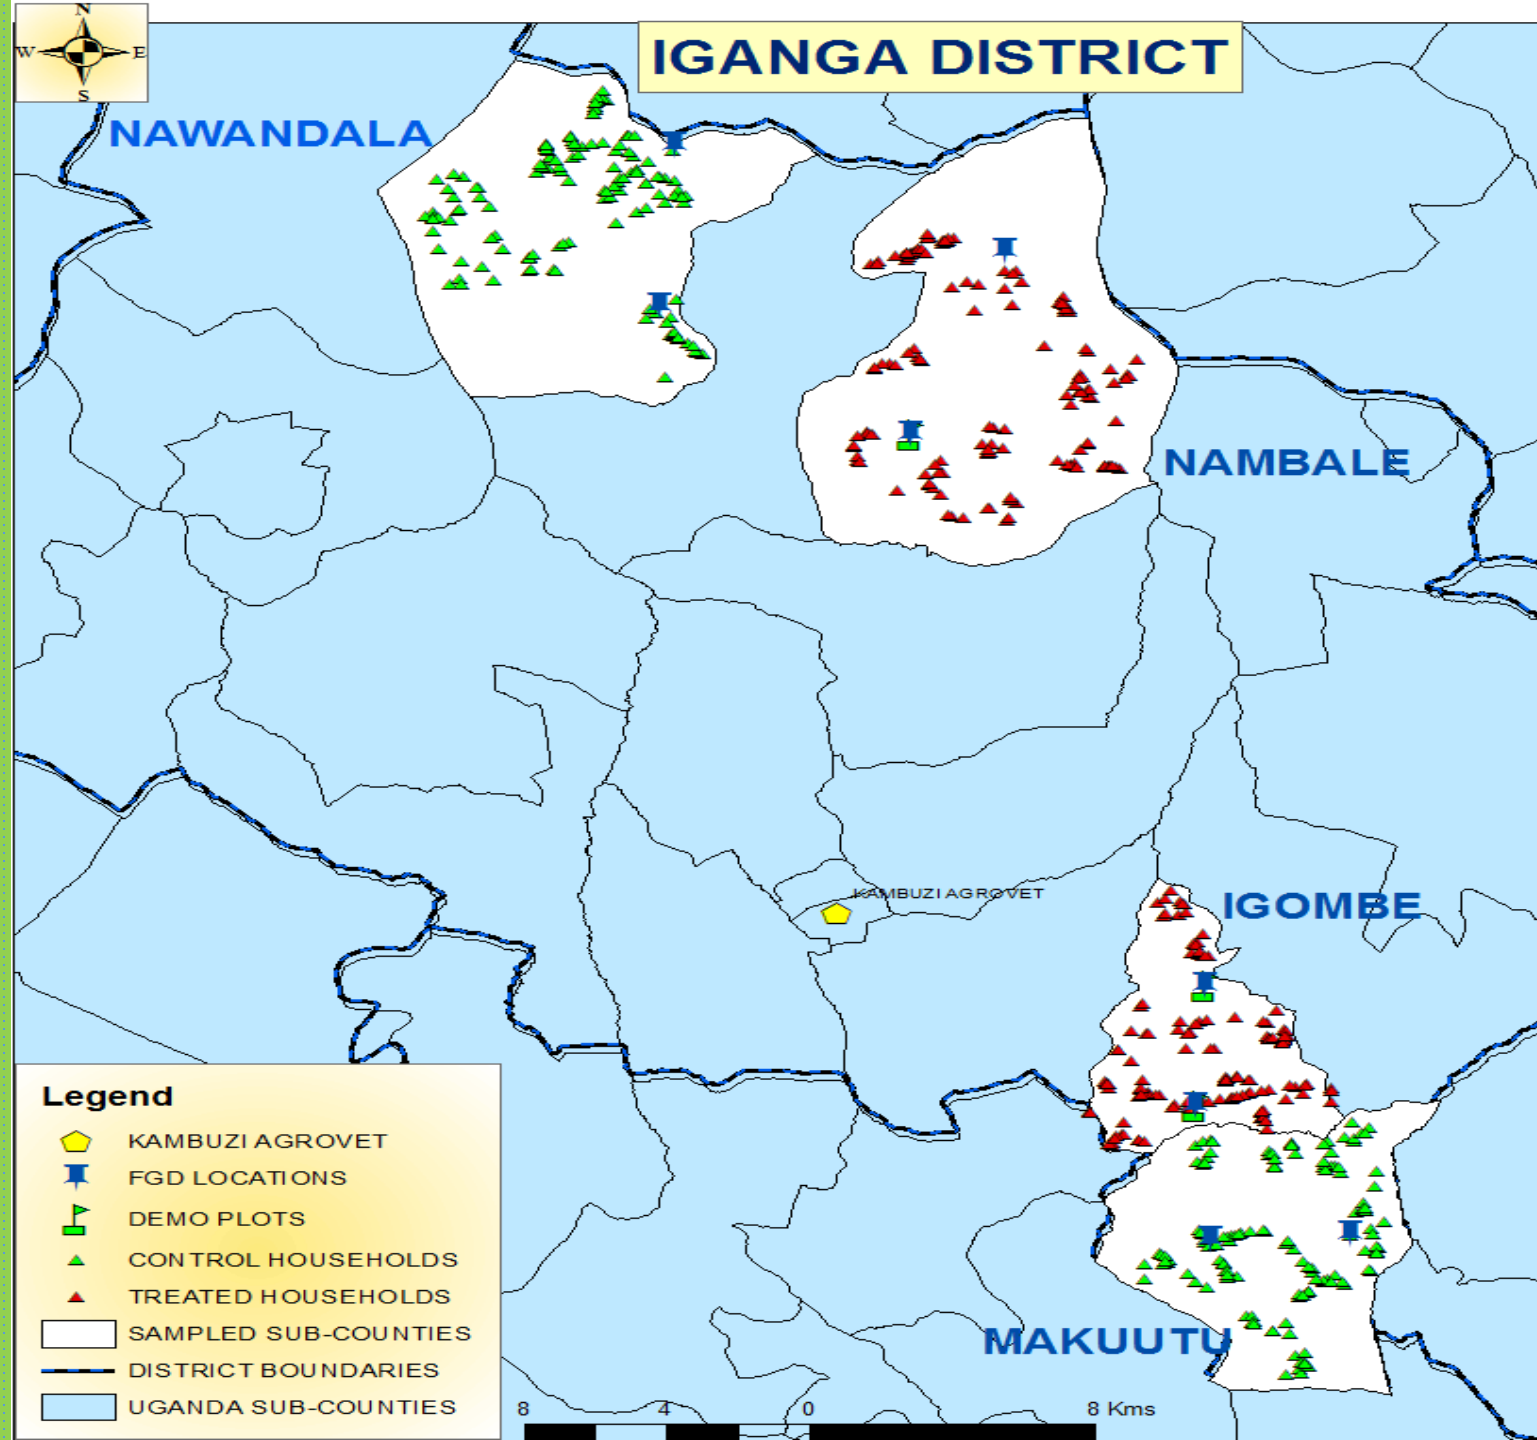 N
W E
S
IGANGA DISTRICT
NAWANDALA
NAMBALE
KAMBUZI AGROVET
IGOMBE
MAKUUTU
Legend
KAMBUZI AGROVET
FGD LOCATIONS
DEMO PLOTS
CONTROL HOUSEHOLDS
TREATED HOUSEHOLDS
SAMPLED SUB-COUNTIES
DISTRICT BOUNDARIES
UGANDA SUB-COUNTIES
8 4 0 8 Kms